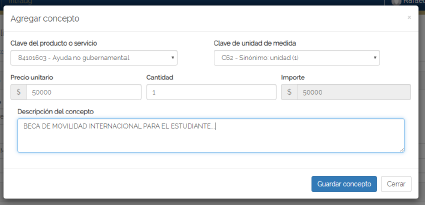 Agregar concepto
×
Clave del producto o servicio
Clave de unidad de medida
84101603 - Ayuda no gubernamental
C62 - Sinónimo: unidad (1)
Precio unitario
Cantidad
Importe
$ 50000
1
$ 50000
Descripción del concepto
BECA DE MOVILIDAD INTERNACIONAL PARA EL ESTUDIANTE...
Guardar concepto
Cerrar